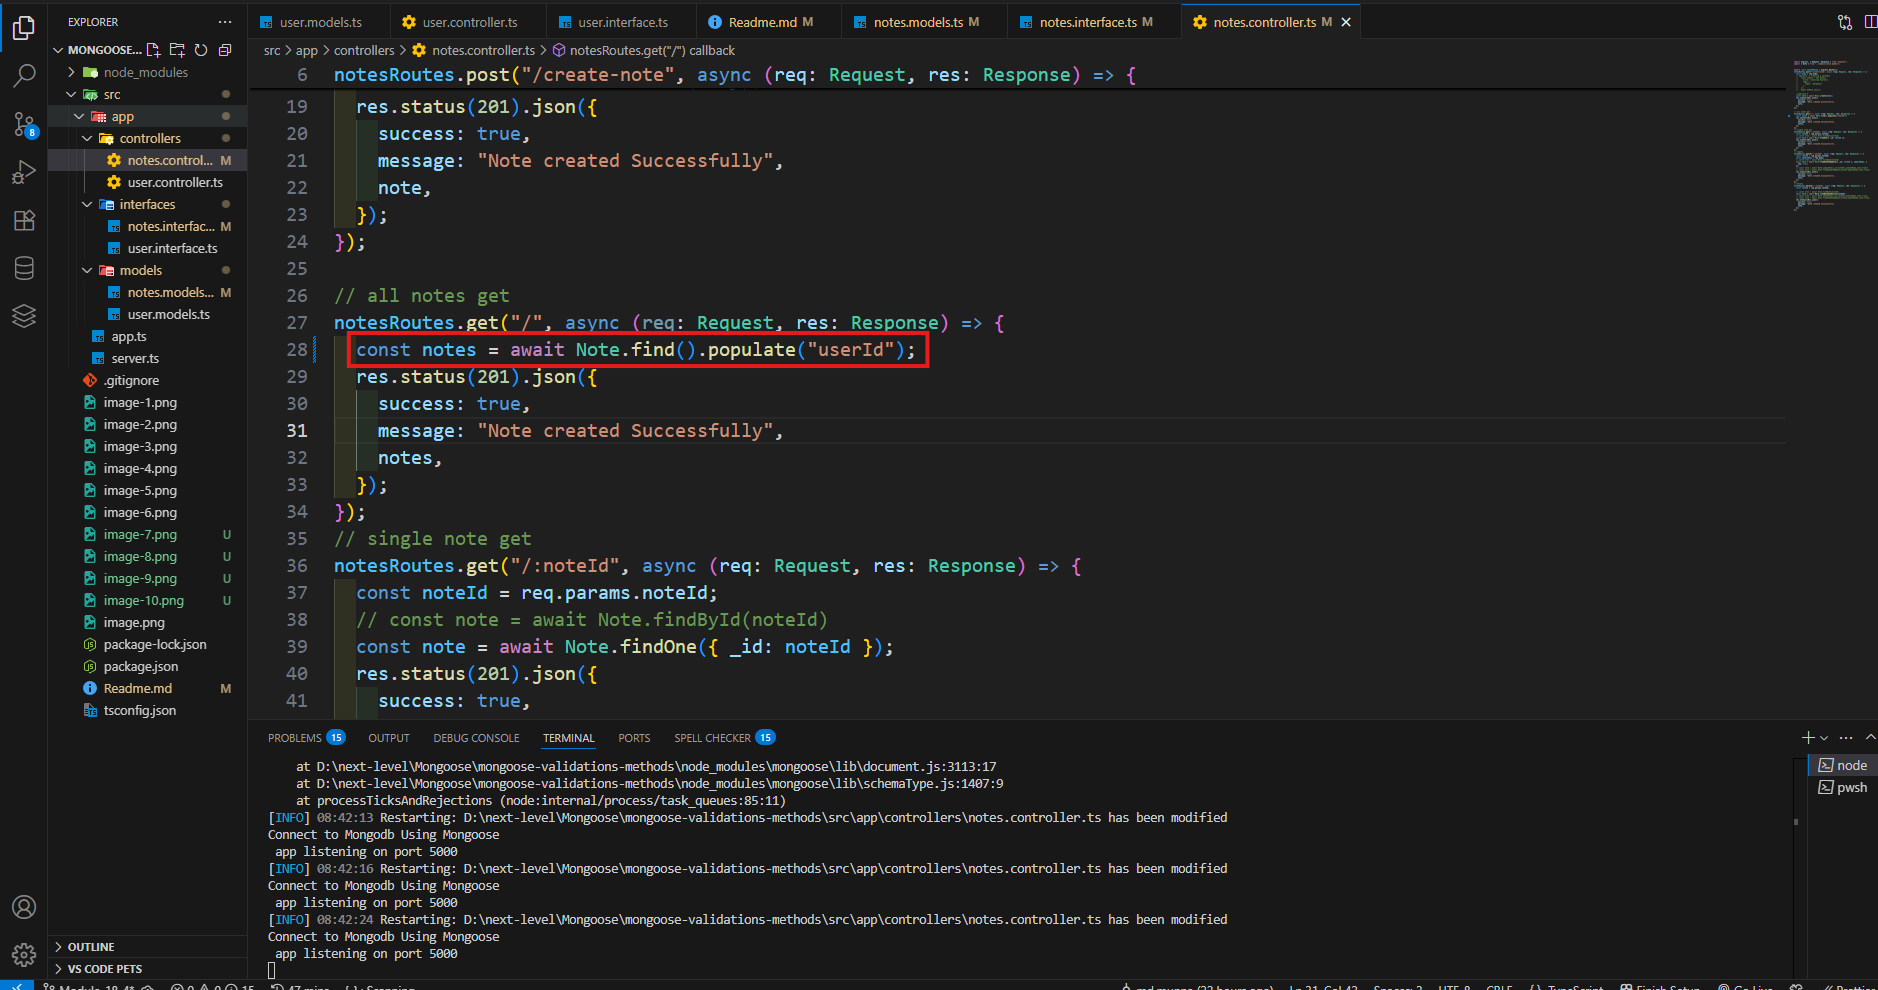 EXPLORER
user.models.ts
user.controller.ts
user.interface.ts
Readme.md M
notes.models.ts M
notes.interface.ts M
notes.controller.ts M
MONGOOSE...
src > app > controllers > notes.controller.ts > notesRoutes.get("/") callback
node_modules
src
app
controllers
notes.control... M
user.controller.ts
interfaces
notes.interfac... M
user.interface.ts
models
notes.models... M
user.models.ts
app.ts
server.ts
.gitignore
image-1.png
image-2.png
image-3.png
image-4.png
image-5.png
image-6.png
image-7.png U
image-8.png U
image-9.png U
image-10.png U
image.png
package-lock.json
package.json
Readme.md M
tsconfig.json
OUTLINE
VS CODE PETS
8
6 notesRoutes.post("/create-note", async (req: Request, res: Response) => {
19 res.status(201).json({
20 success: true,
21 message: "Note created Successfully",
22 note,
23 });
24 });
25
26 // all notes get
27 notesRoutes.get("/", async (req: Request, res: Response) => {
28 const notes = await Note.find().populate("userId");
29 res.status(201).json({
30 success: true,
31 message: "Note created Successfully",
32 notes,
33 });
34 });
35 // single note get
36 notesRoutes.get("/:noteId", async (req: Request, res: Response) => {
37 const noteId = req.params.noteId;
38 // const note = await Note.findById(noteId)
39 const note = await Note.findOne({ _id: noteId });
40 res.status(201).json({
41 success: true,
PROBLEMS 15 OUTPUT DEBUG CONSOLE TERMINAL PORTS SPELL CHECKER 15
at D:\next-level\Mongoose\mongoose-validations-methods\node_modules\mongoose\lib\document.js:3113:17
at D:\next-level\Mongoose\mongoose-validations-methods\node_modules\mongoose\lib\schemaType.js:1407:9
at processTicksAndRejections (node:internal/process/task_queues:85:11)
[INFO] 08:42:13 Restarting: D:\next-level\Mongoose\mongoose-validations-methods\src\app\controllers\notes.controller.ts has been modified
Connect to Mongodb Using Mongoose
app listening on port 5000
[INFO] 08:42:16 Restarting: D:\next-level\Mongoose\mongoose-validations-methods\src\app\controllers\notes.controller.ts has been modified
Connect to Mongodb Using Mongoose
app listening on port 5000
[INFO] 08:42:24 Restarting: D:\next-level\Mongoose\mongoose-validations-methods\src\app\controllers\notes.controller.ts has been modified
Connect to Mongodb Using Mongoose
app listening on port 5000
node
pwsh